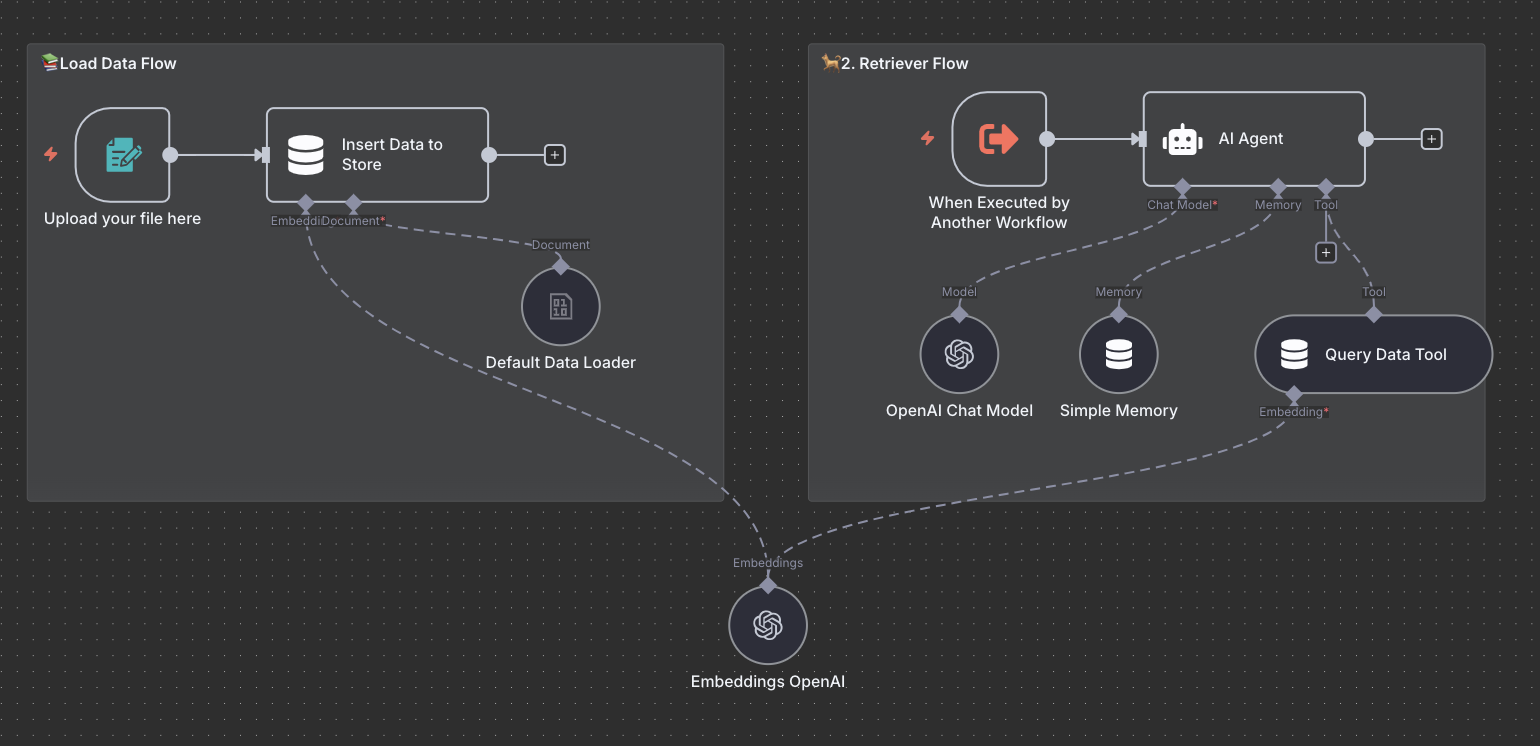 Load Data Flow
Insert Data to
Store
Upload your file here
Embeddi
Document*
Document
Default Data Loader
2. Retriever Flow
AI Agent
When Executed by
Another Workflow
Chat Model*
Memory
Tool
Model
Memory
Tool
OpenAI Chat Model
Simple Memory
Query Data Tool
Embedding*
Embeddings
Embeddings OpenAI